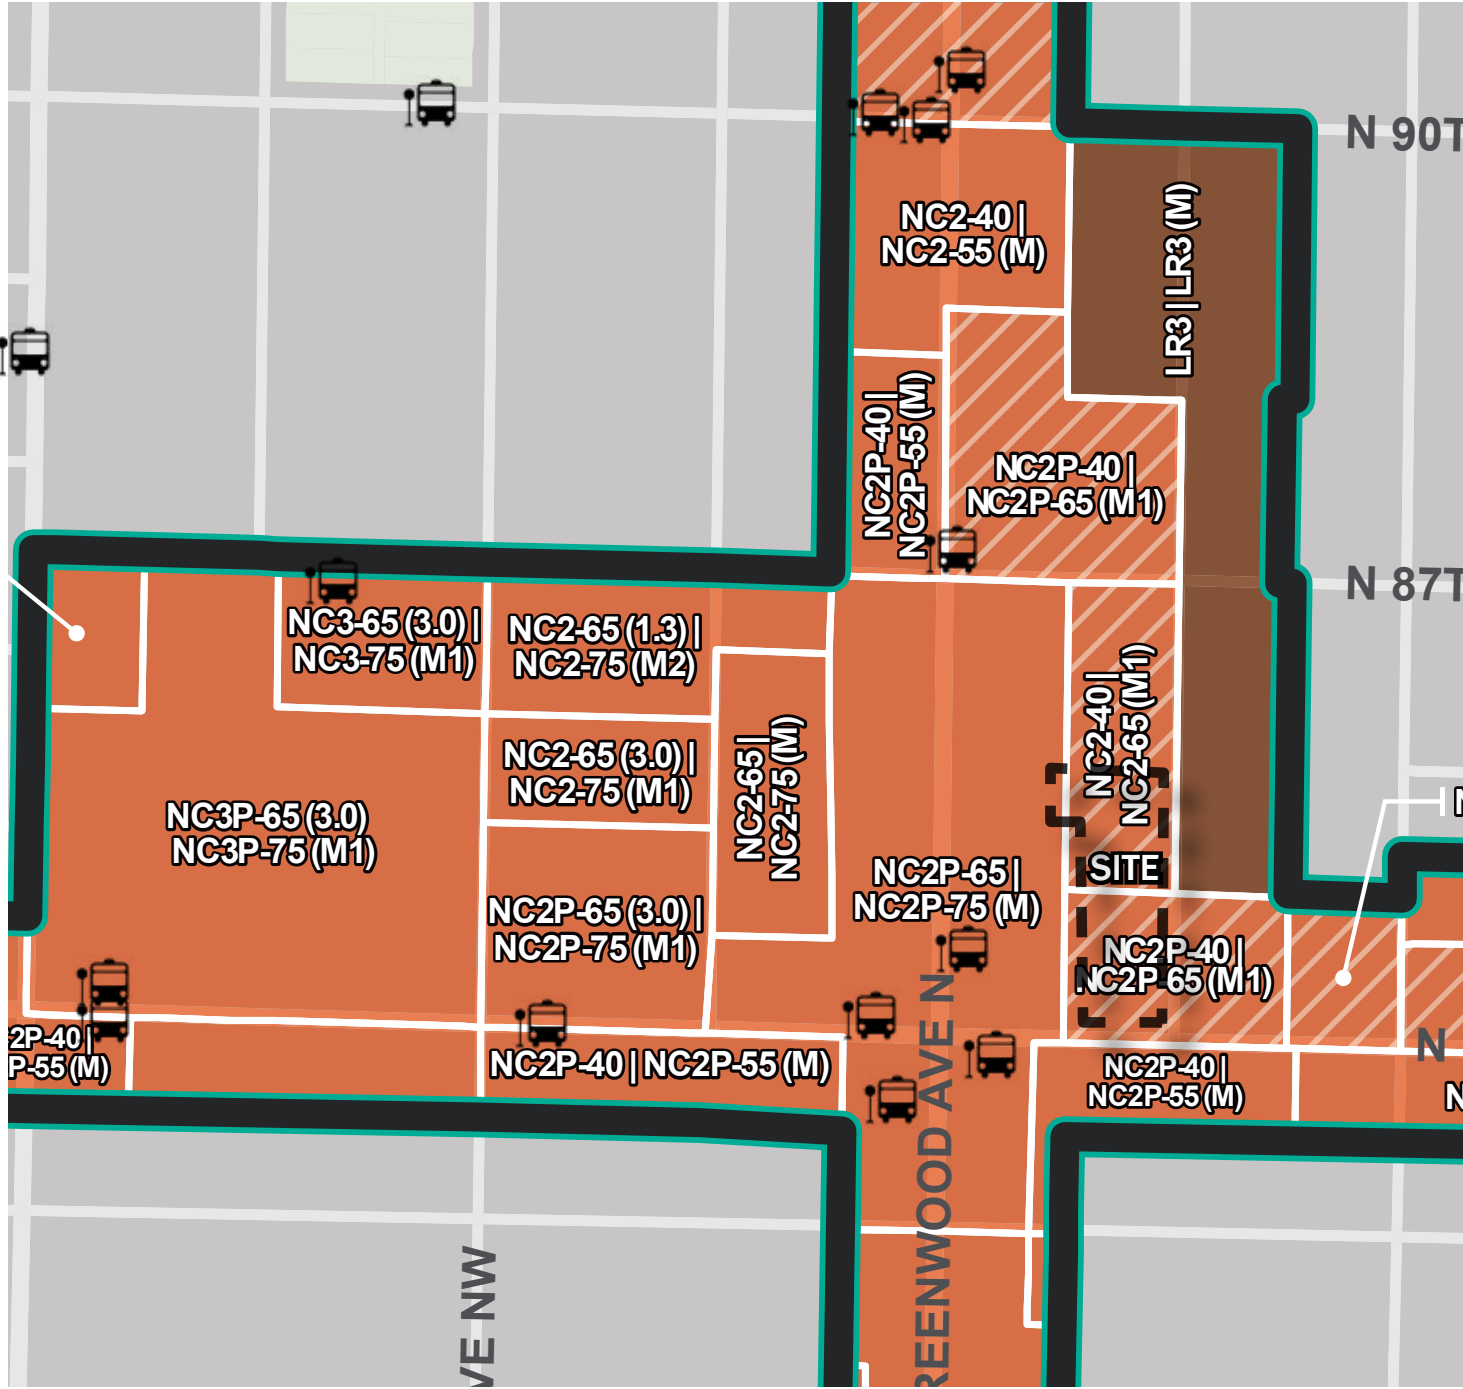 N 90T
NC2-40 |
NC2-55 (M)
LR3 | LR3 (M)
NC2P-40 |
NC2P-55 (M)
NC2P-40 |
NC2P-65 (M1)
N 87T
NC3-65 (3.0) |
NC3-75 (M1)
NC2-65 (1.3) |
NC2-75 (M2)
NC2-40 |
NC2-65 (M1)
NC2-65 |
NC2-75 (M)
NC2-65 (3.0) |
NC2-75 (M1)
NC3P-65 (3.0)
NC3P-75 (M1)
N
SITE
NC2P-65 |
NC2P-75 (M)
NC2P-65 (3.0) |
NC2P-75 (M1)
NC2P-40 |
NC2P-65 (M1)
2P-40 |
P-55 (M)
NC2P-40 | NC2P-55 (M)
N
NC2P-40 |
NC2P-55 (M)
N
REENWOOD AVE N
VE NW